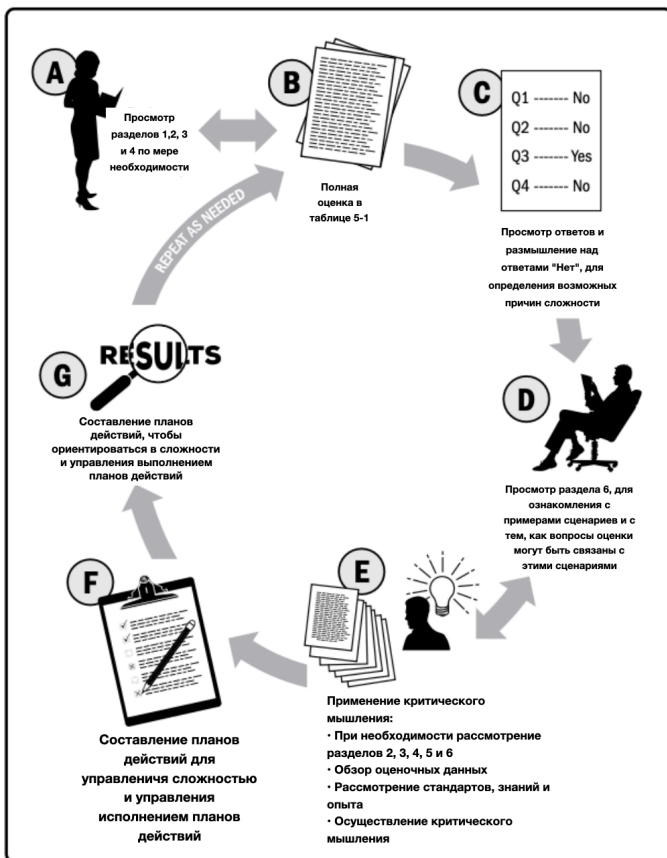 A
Просмотр
разделов 1,2, 3
и 4 по мере
необходимости
B
Полная
оценка в
таблице 5-1
C
Q1 ------- No
Q2 ------- No
Q3 ------- Yes
Q4 ------- No
Просмотр ответов и
размышление над
ответами "Нет", для
определения возможных
причин сложности
D
Просмотр раздела 6, для
ознакомления с
примерами сценариев и с
тем, как вопросы оценки
могут быть связаны с
этими сценариями
E
Применение критического
мышления:
• При необходимости рассмотрение
разделов 2, 3, 4, 5 и 6
• Обзор оценочных данных
• Рассмотрение стандартов, знаний и
опыта
• Осуществление критического
мышления
F
Составление планов
действий для
управленичя сложностью
и управления
исполнением планов
действий
G
RESULTS
Составление планов
действий, чтобы
ориентироваться в сложности
и управления выполнением
планов действий
REPEAT AS NEEDED